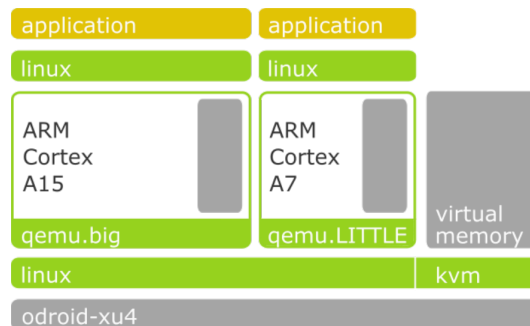 application
application
linux
linux
ARM
Cortex
A15
ARM
Cortex
A7
qemu.big
qemu.LITTLE
virtual
memory
linux
kvm
odroid-xu4